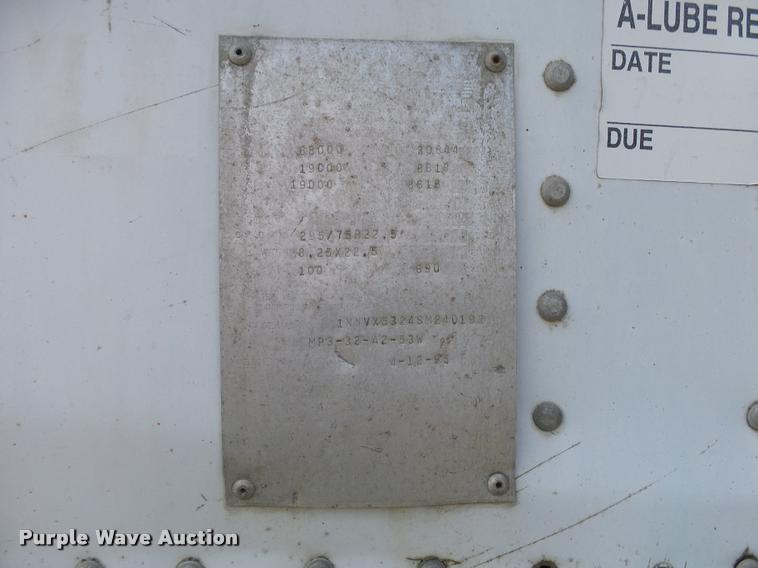 A-LUBE RE
DATE
DUE
68000 30844
19000 8618
19000 8618
295/75R22.5
8.25X22.5
100 690
MP3-32-A2-53W
4-12-95
Purple Wave Auction®